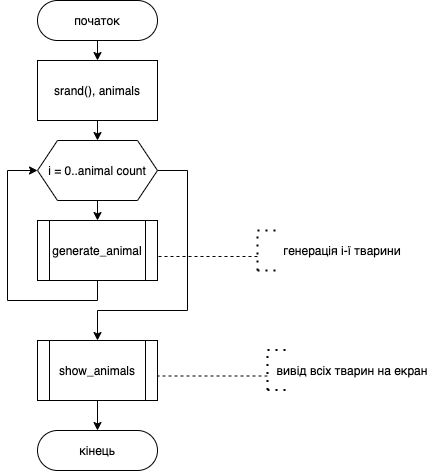 початок
srand(), animals
i = 0..animal count
generate_animal
генерація і-ї тварини
show_animals
вивід всіх тварин на екран
кінець